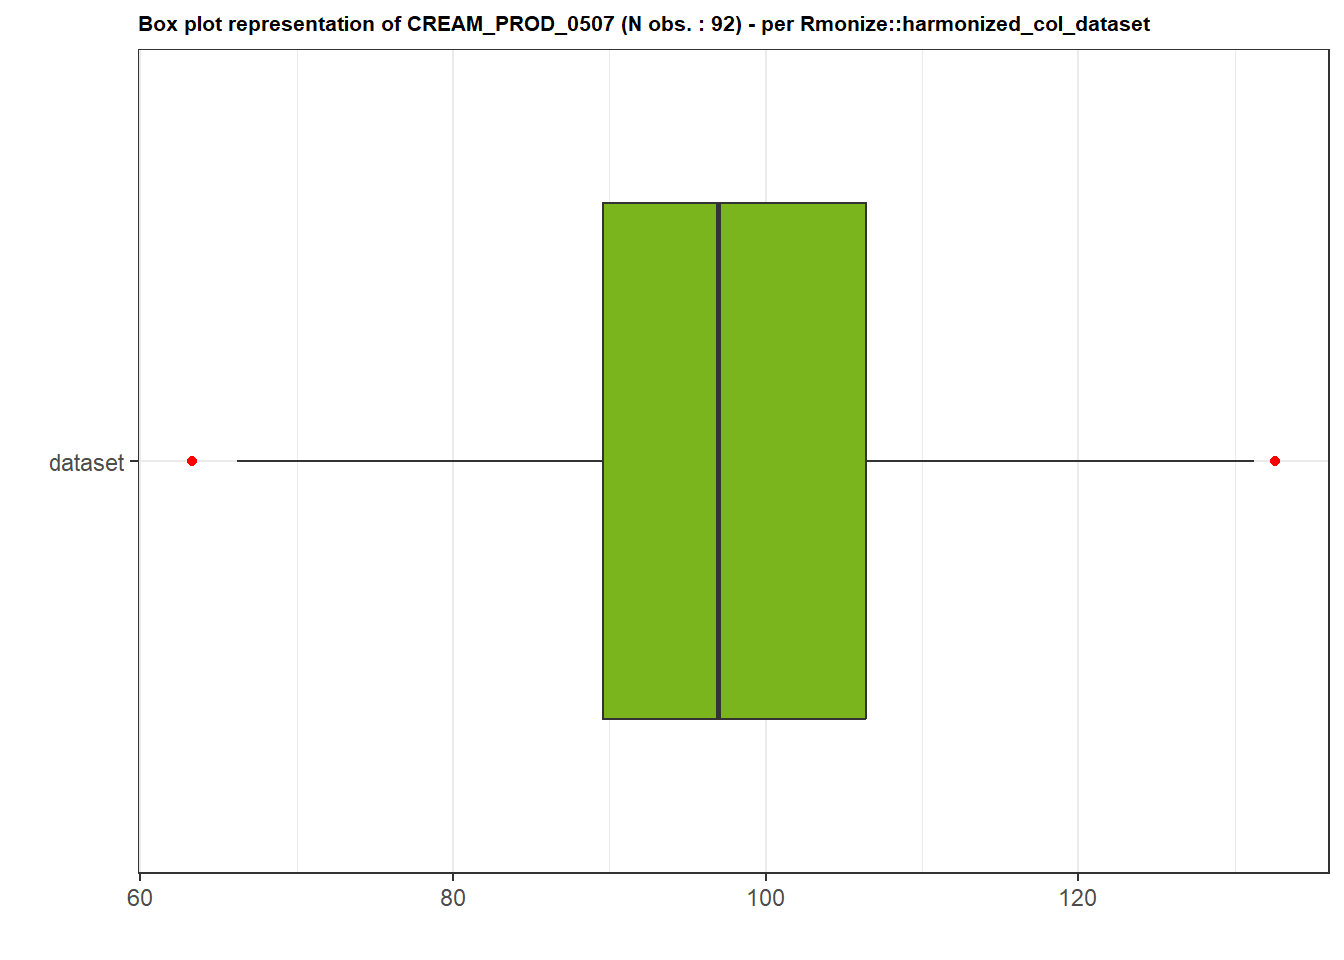 Box plot representation of CREAM_PROD_0507 (N obs. : 92) - per Rmonize::harmonized_col_dataset
dataset
60 80 100 120